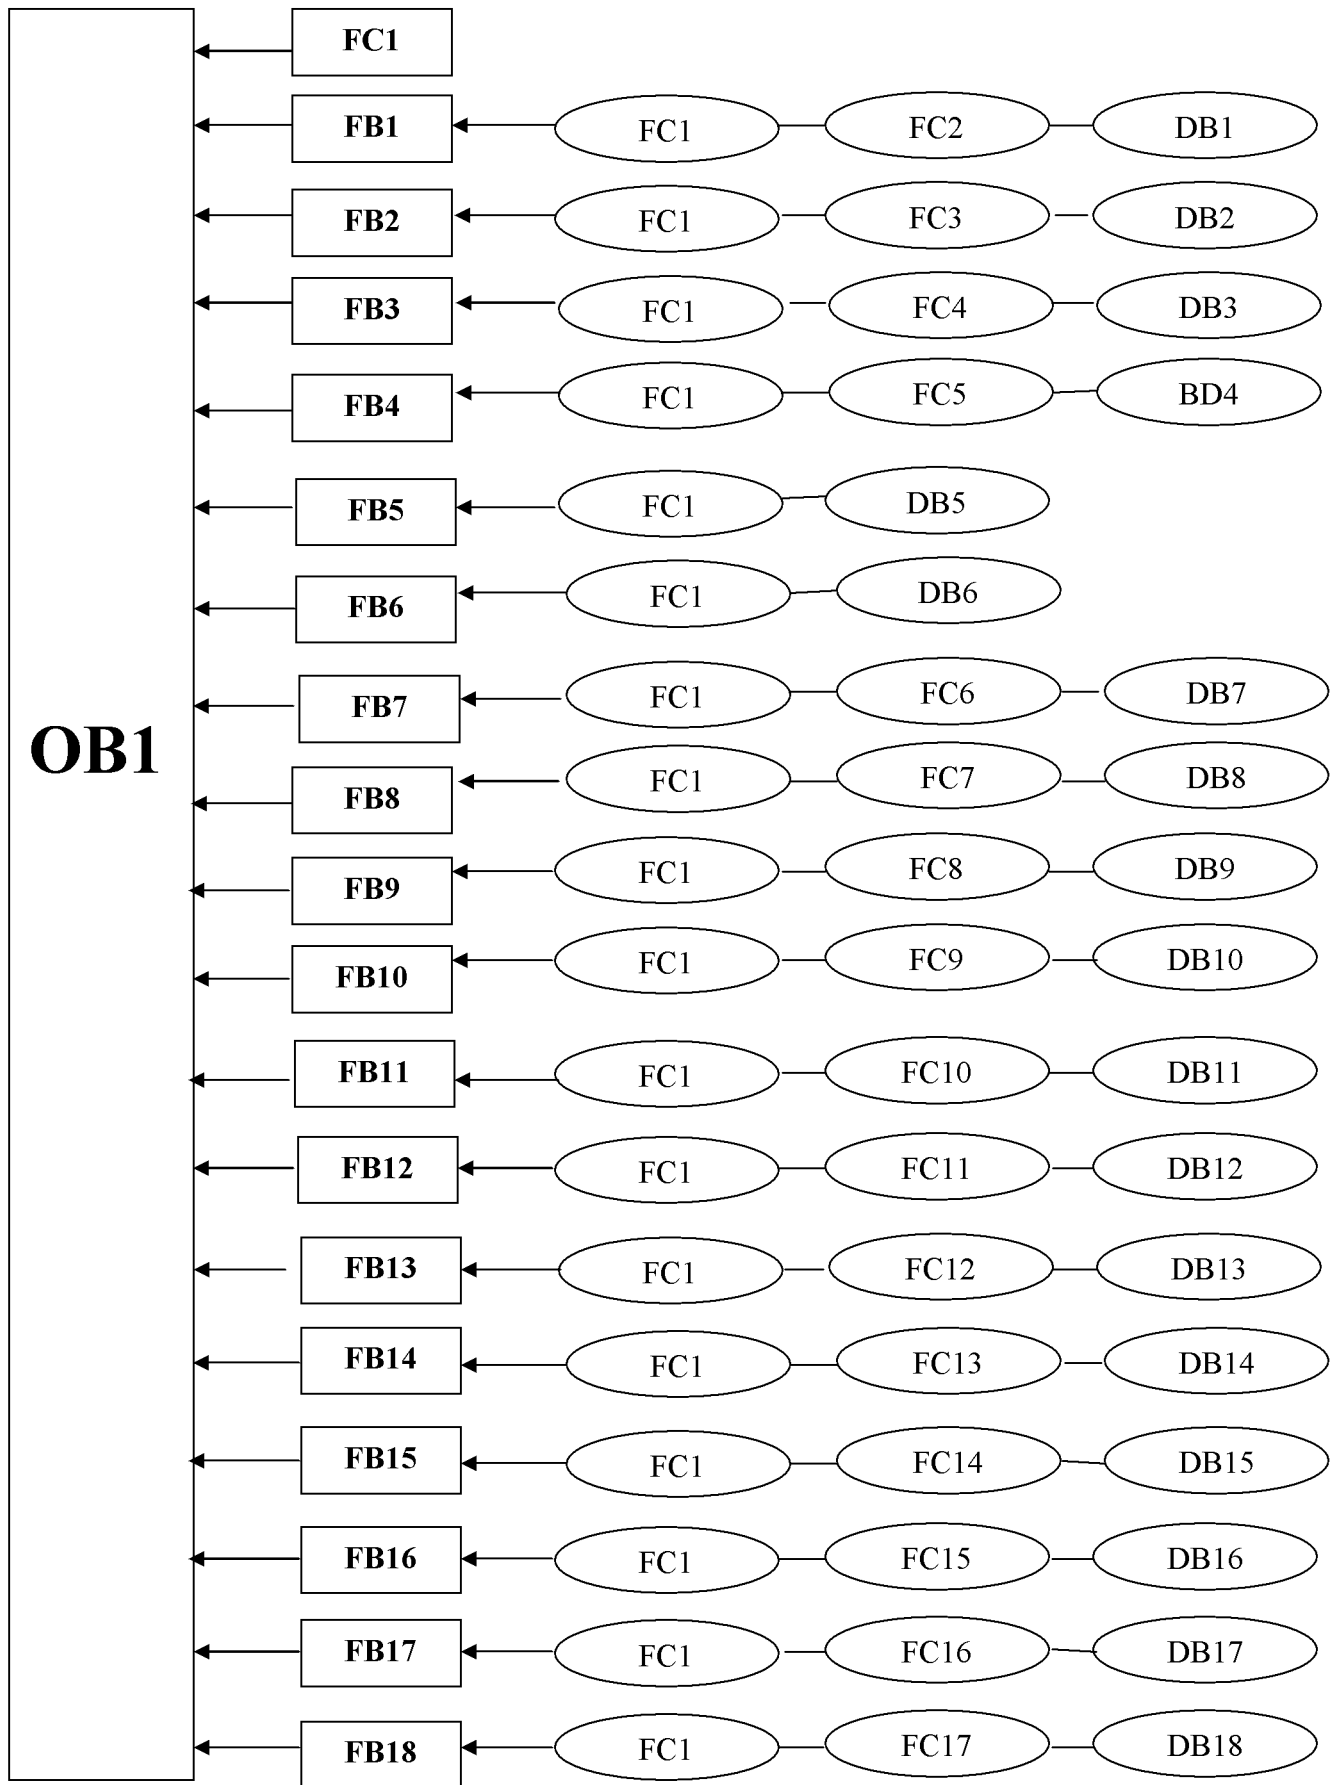 FC1
FB1 FC1 FC2 DB1
FB2 FC1 FC3 DB2
FB3 FC1 FC4 DB3
FB4 FC1 FC5 BD4
FB5 FC1 DB5
FB6 FC1 DB6
FB7 FC1 FC6 DB7
OB1
FB8 FC1 FC7 DB8
FB9 FC1 FC8 DB9
FB10 FC1 FC9 DB10
FB11 FC1 FC10 DB11
FB12 FC1 FC11 DB12
FB13 FC1 FC12 DB13
FB14 FC1 FC13 DB14
FB15 FC1 FC14 DB15
FB16 FC1 FC15 DB16
FB17 FC1 FC16 DB17
FB18 FC1 FC17 DB18